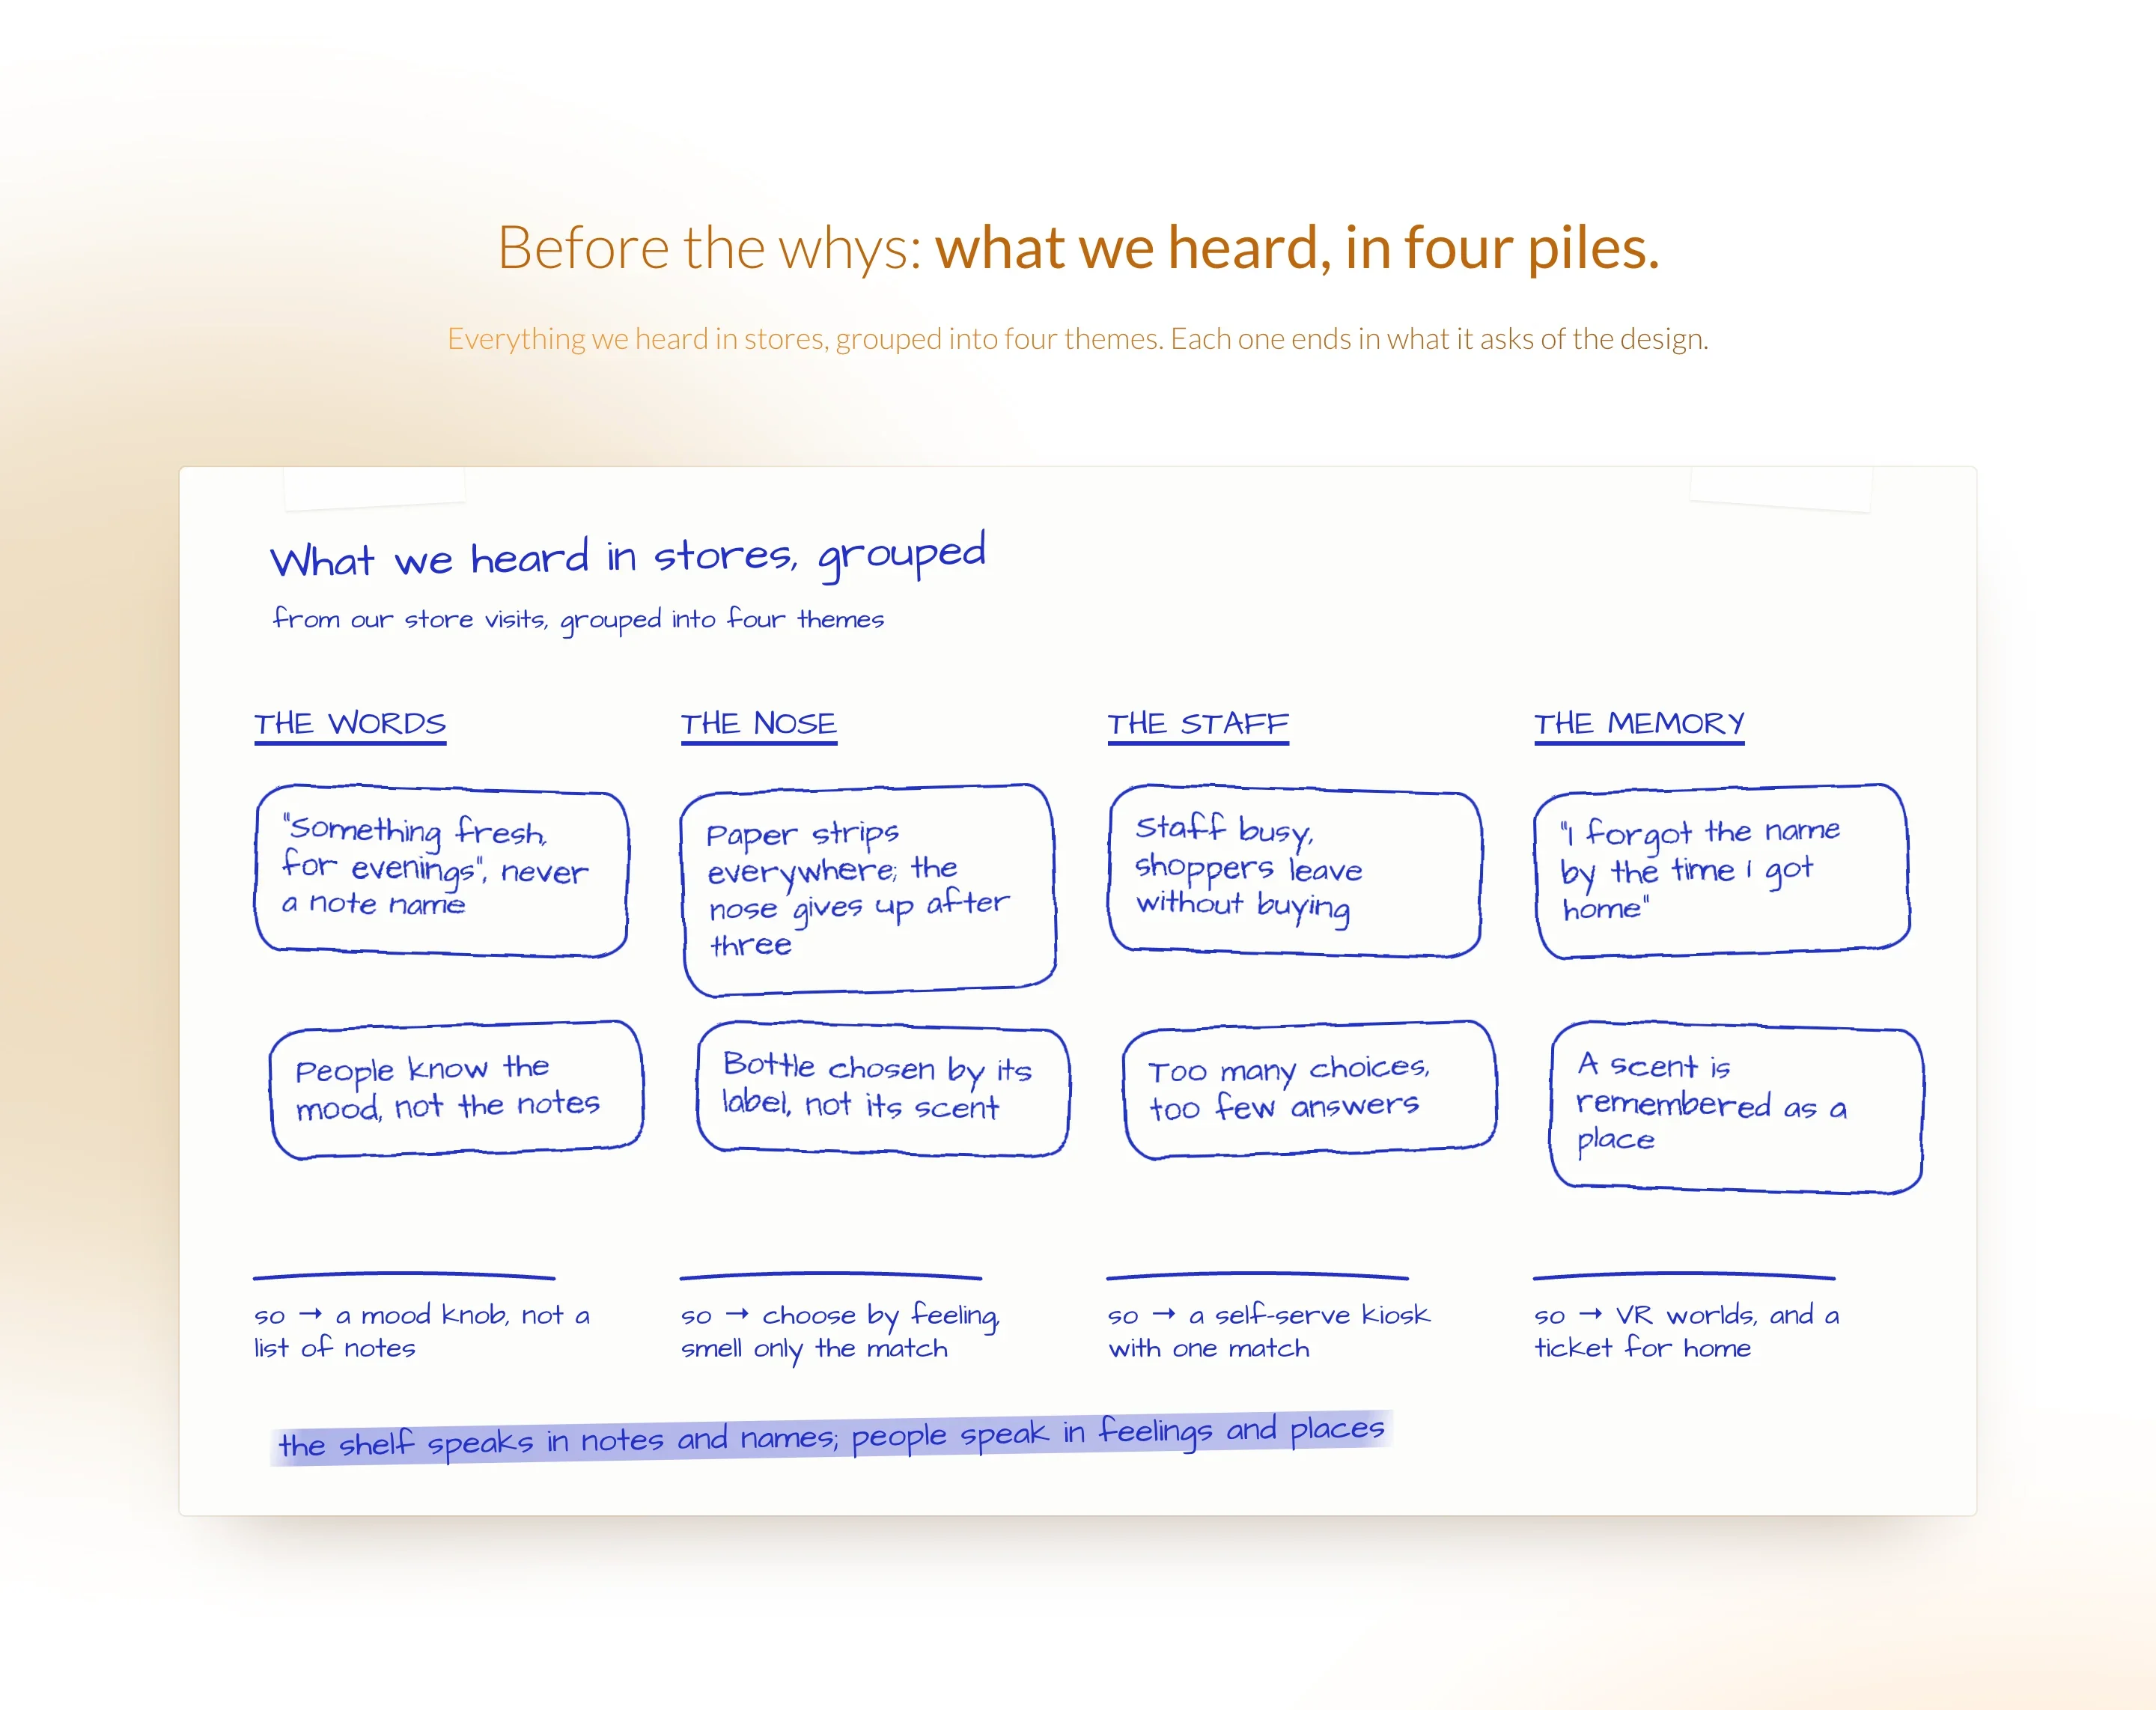 Before the whys: what we heard, in four piles.
Everything we heard in stores, grouped into four themes. Each one ends in what it asks of the design.
What we heard in stores, grouped
from our store visits, grouped into four themes
THE WORDS
"Something fresh,
for evenings", never
a note name
People know the
mood, not the notes
so → a mood knob, not a
list of notes
THE NOSE
Paper strips
everywhere; the
nose gives up after
three
Bottle chosen by its
label, not its scent
so → choose by feeling,
smell only the match
THE STAFF
Staff busy,
shoppers leave
without buying
Too many choices,
too few answers
so → a self-serve kiosk
with one match
THE MEMORY
"I forgot the name
by the time I got
home"
A scent is
remembered as a
place
so → VR worlds, and a
ticket for home
the shelf speaks in notes and names; people speak in feelings and places